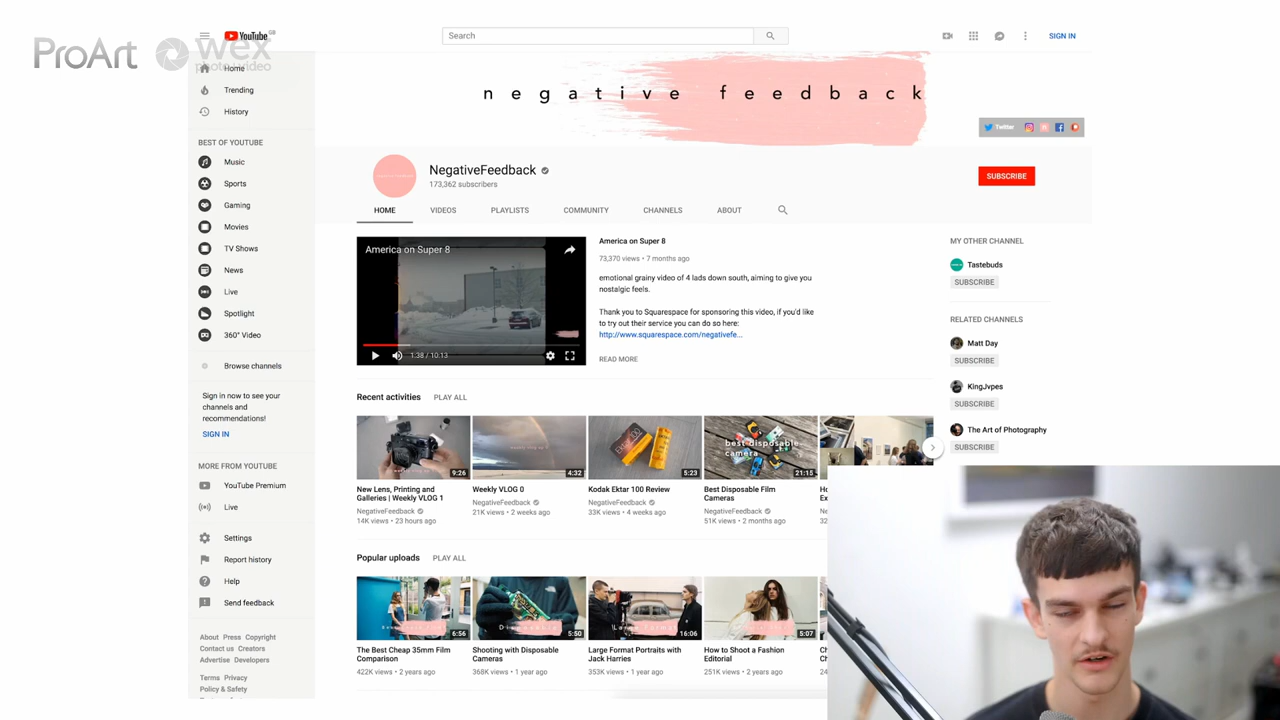 ProArt
wex
photo video
YouTube GB
Search
SIGN IN
Home
Trending
History
BEST OF YOUTUBE
Music
Sports
Gaming
Movies
TV Shows
News
Live
Spotlight
360° Video
Browse channels
Sign in now to see your
channels and
recommendations!
SIGN IN
MORE FROM YOUTUBE
YouTube Premium
Live
Settings
Report history
Help
Send feedback
About Press Copyright
Contact us Creators
Advertise Developers
Terms Privacy
Policy & Safety
negative feedback
Twitter
NegativeFeedback
173,362 subscribers
SUBSCRIBE
HOME VIDEOS PLAYLISTS COMMUNITY CHANNELS ABOUT
America on Super 8
1:38 / 10:13
America on Super 8
73,370 views • 7 months ago
emotional grainy video of 4 lads down south, aiming to give you
nostalgic feels.
Thank you to Squarespace for sponsoring this video, if you'd like
to try out their service you can do so here:
http://www.squarespace.com/negativefe...
READ MORE
MY OTHER CHANNEL
Tastebuds
SUBSCRIBE
RELATED CHANNELS
Matt Day
SUBSCRIBE
KingJvpes
SUBSCRIBE
The Art of Photography
SUBSCRIBE
Recent activities PLAY ALL
9:26
New Lens, Printing and
Galleries | Weekly VLOG 1
NegativeFeedback
14K views • 23 hours ago
4:32
Weekly VLOG 0
NegativeFeedback
21K views • 2 weeks ago
5:23
Kodak Ektar 100 Review
NegativeFeedback
33K views • 4 weeks ago
best disposable
camera
21:15
Best Disposable Film
Cameras
NegativeFeedback
51K views • 2 months ago
Popular uploads PLAY ALL
6:56
The Best Cheap 35mm Film
Comparison
422K views • 2 years ago
5:50
Shooting with Disposable
Cameras
368K views • 1 year ago
16:06
Large Format Portraits with
Jack Harries
353K views • 1 year ago
5:07
How to Shoot a Fashion
Editorial
251K views • 2 years ago